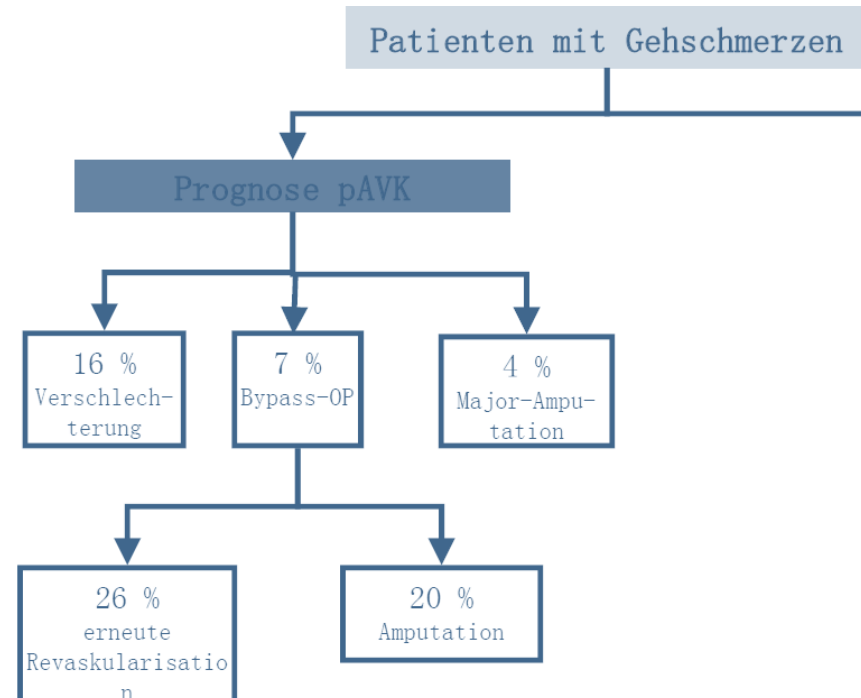 Patienten mit Gehschmerzen
Prognose pAVK
16 %
Verschlech-
terung
7 %
Bypass-OP
4 %
Major-Ampu-
tation
26 %
erneute
Revaskularisatio
n
20 %
Amputation